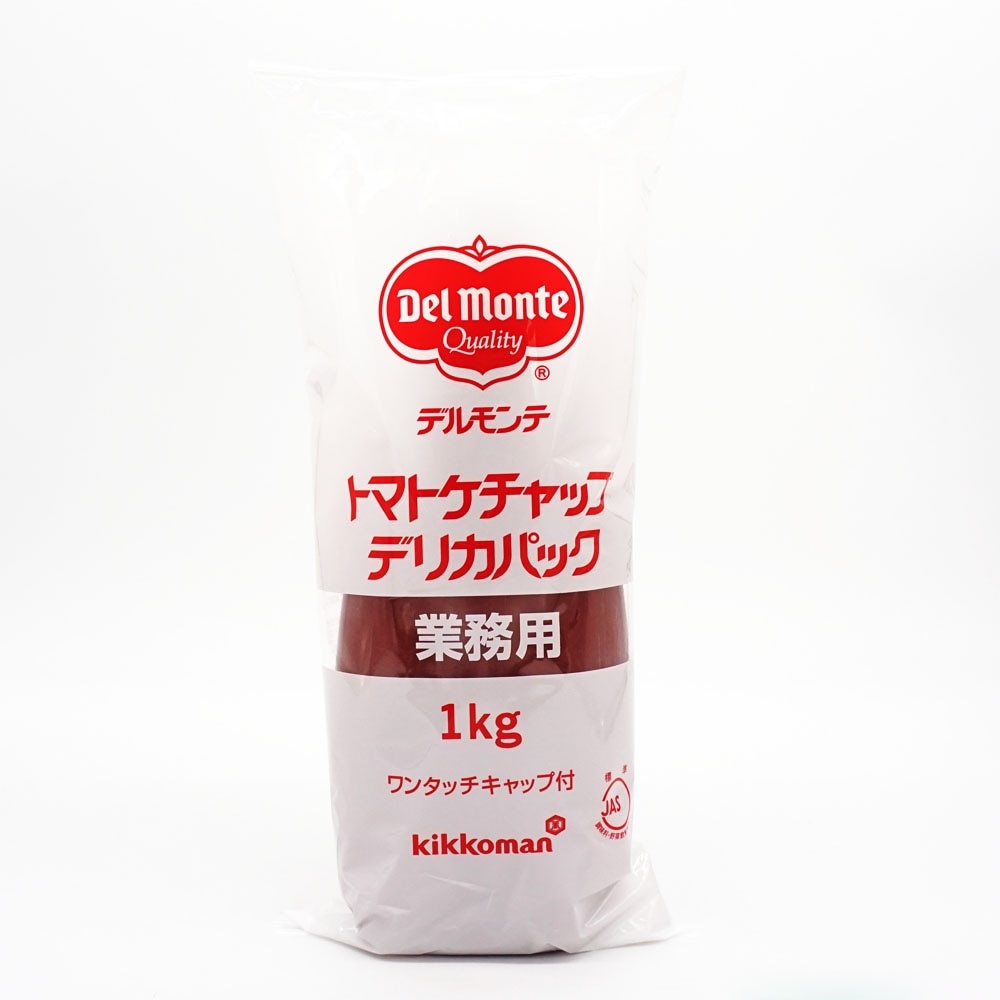 Del Monte
Quality
®
デルモンテ
トマトケチャップ
デリカパック
業務用
1kg
ワンタッチキャップ付
kikkoman
標準
JAS